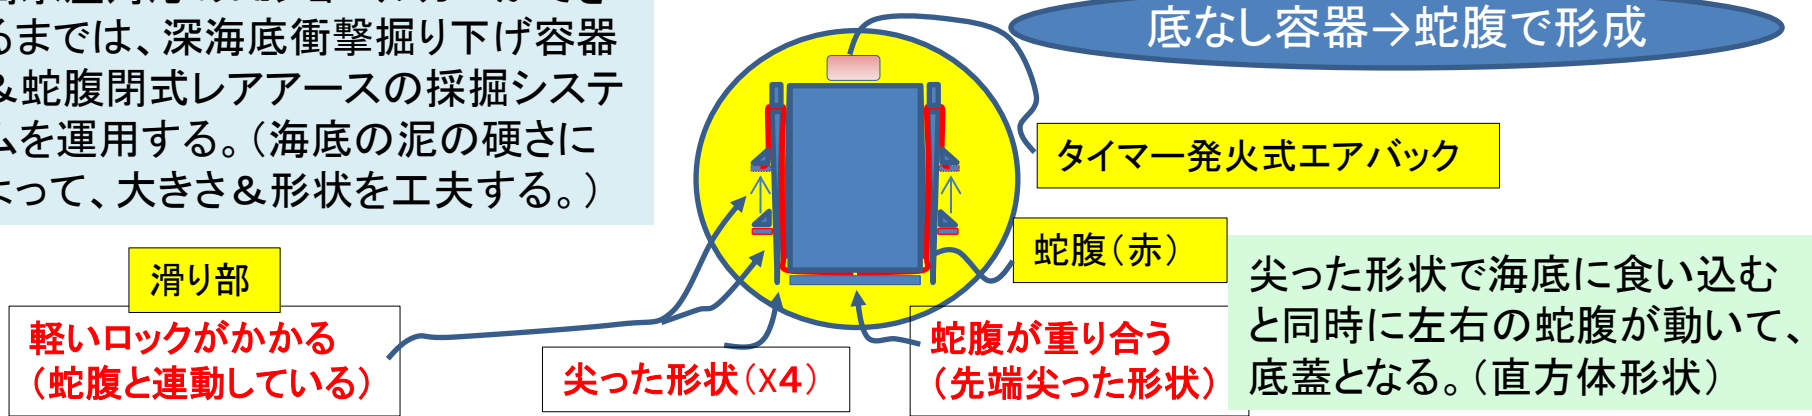 るまでは、深海底衝撃掘り下げ容器
&蛇腹閉式レアアースの採掘システ
ムを運用する。(海底の泥の硬さに
よって、大きさ&形状を工夫する。)
底なし容器→蛇腹で形成
タイマー発火式エアバック
蛇腹(赤)
滑り部
軽いロックがかかる
(蛇腹と連動している)
尖った形状(X4)
蛇腹が重り合う
(先端尖った形状)
尖った形状で海底に食い込む
と同時に左右の蛇腹が動いて、
底蓋となる。(直方体形状)